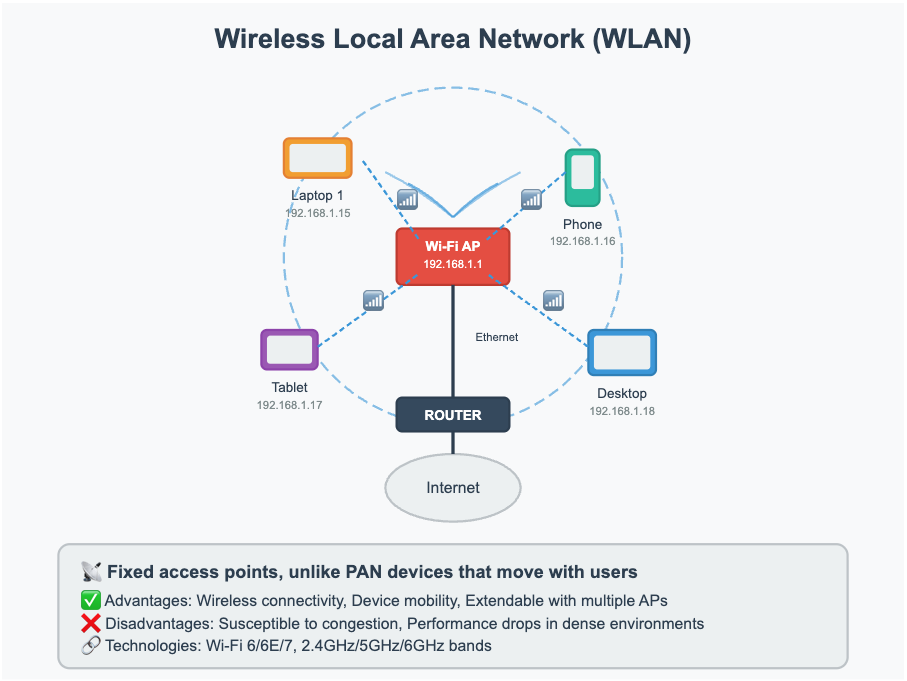 Wireless Local Area Network (WLAN)
Laptop 1
192.168.1.15
Phone
192.168.1.16
Wi-Fi AP
192.168.1.1
Ethernet
Tablet
192.168.1.17
Desktop
192.168.1.18
ROUTER
Internet
Fixed access points, unlike PAN devices that move with users
Advantages: Wireless connectivity, Device mobility, Extendable with multiple APs
Disadvantages: Susceptible to congestion, Performance drops in dense environments
Technologies: Wi-Fi 6/6E/7, 2.4GHz/5GHz/6GHz bands